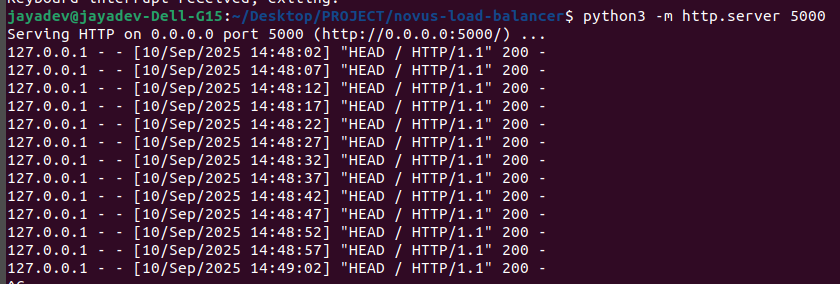 Keyboard interrupt received, exiting.
jayadev@jayadev-Dell-G15:~/Desktop/PROJECT/novus-load-balancer$ python3 -m http.server 5000
Serving HTTP on 0.0.0.0 port 5000 (http://0.0.0.0:5000/) ...
127.0.0.1 - - [10/Sep/2025 14:48:02] "HEAD / HTTP/1.1" 200 -
127.0.0.1 - - [10/Sep/2025 14:48:07] "HEAD / HTTP/1.1" 200 -
127.0.0.1 - - [10/Sep/2025 14:48:12] "HEAD / HTTP/1.1" 200 -
127.0.0.1 - - [10/Sep/2025 14:48:17] "HEAD / HTTP/1.1" 200 -
127.0.0.1 - - [10/Sep/2025 14:48:22] "HEAD / HTTP/1.1" 200 -
127.0.0.1 - - [10/Sep/2025 14:48:27] "HEAD / HTTP/1.1" 200 -
127.0.0.1 - - [10/Sep/2025 14:48:32] "HEAD / HTTP/1.1" 200 -
127.0.0.1 - - [10/Sep/2025 14:48:37] "HEAD / HTTP/1.1" 200 -
127.0.0.1 - - [10/Sep/2025 14:48:42] "HEAD / HTTP/1.1" 200 -
127.0.0.1 - - [10/Sep/2025 14:48:47] "HEAD / HTTP/1.1" 200 -
127.0.0.1 - - [10/Sep/2025 14:48:52] "HEAD / HTTP/1.1" 200 -
127.0.0.1 - - [10/Sep/2025 14:48:57] "HEAD / HTTP/1.1" 200 -
127.0.0.1 - - [10/Sep/2025 14:49:02] "HEAD / HTTP/1.1" 200 -